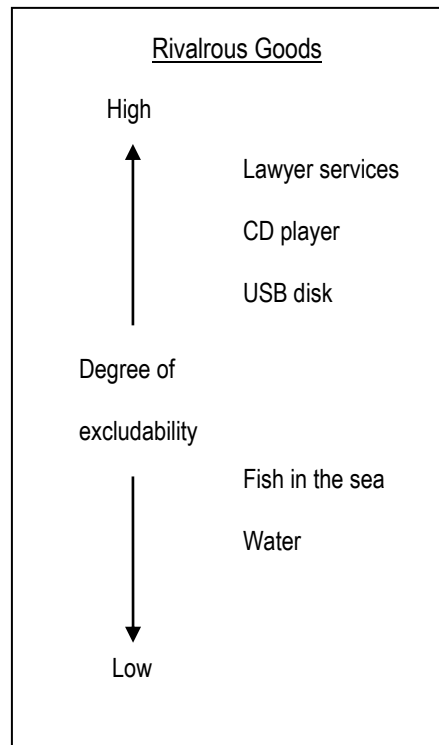 Rivalrous Goods
High
Lawyer services
CD player
USB disk
Degree of
excludability
Fish in the sea
Water
Low